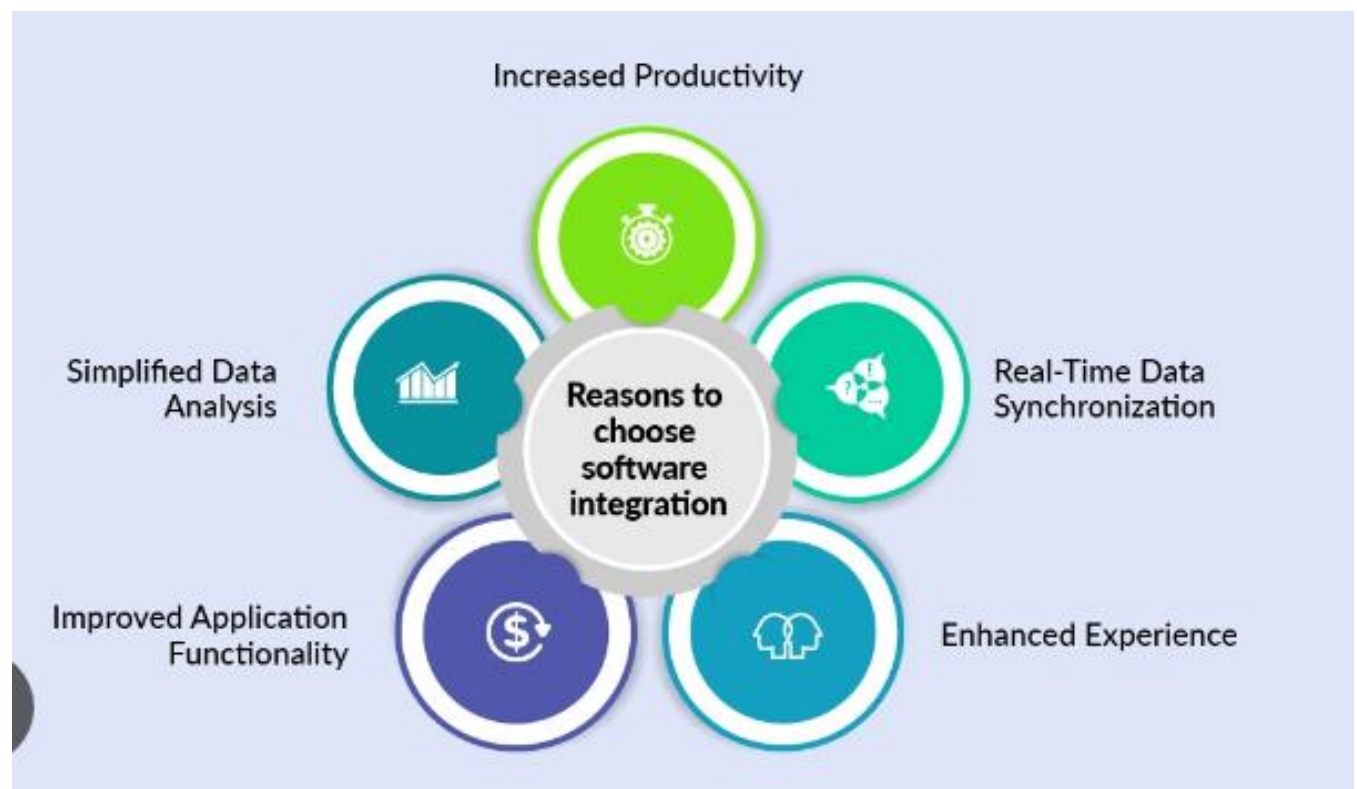 Increased Productivity
Simplified Data
Analysis
Real-Time Data
Synchronization
Reasons to
choose
software
integration
Improved Application
Functionality
Enhanced Experience